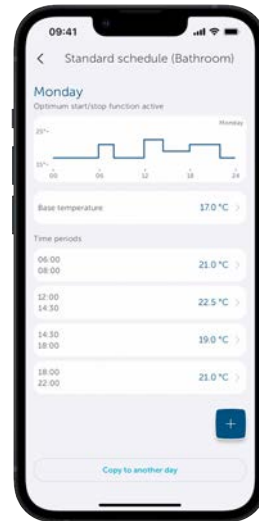 09:41
Standard schedule (Bathroom)
Monday
Optimum start/stop function active
Monday
25°
15°
00 06 12 18 24
Base temperature 17.0 °C
Time periods
06:00
08:00
21.0 °C
12:00
14:30
22.5 °C
14:30
18:00
19.0 °C
18:00
22:00
21.0 °C
+
Copy to another day